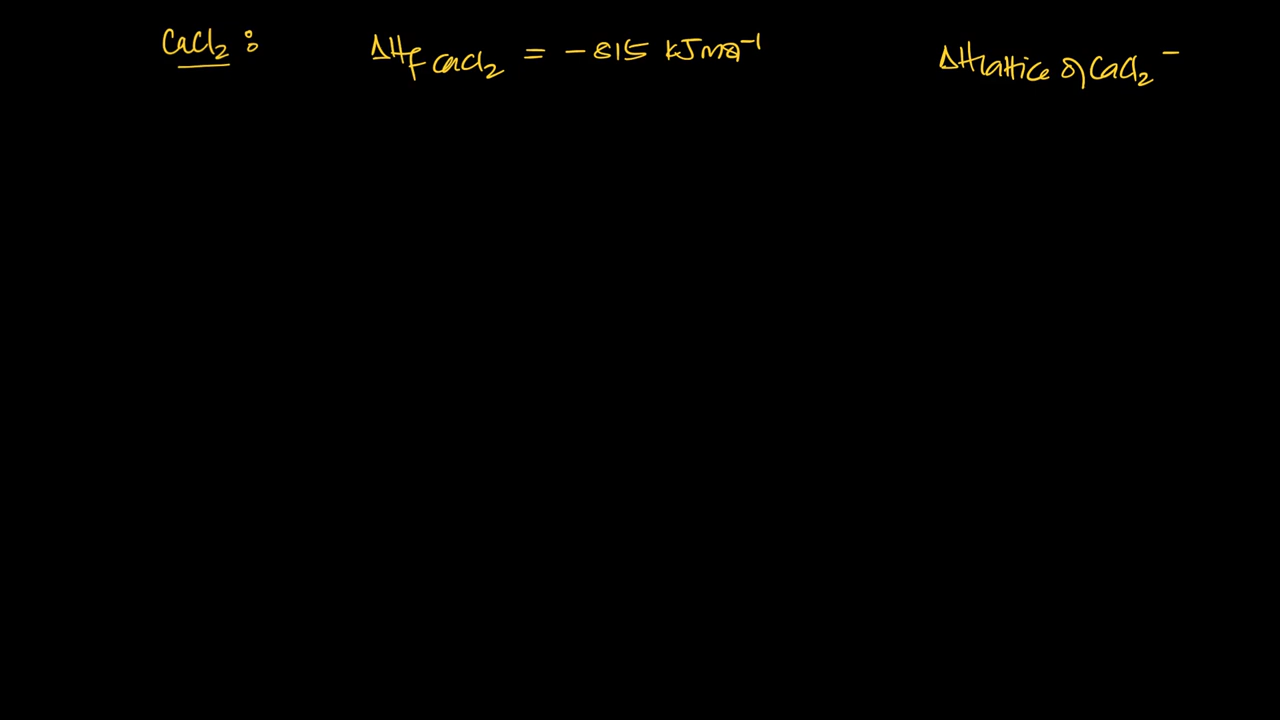 CaCl₂ : ΔHf CaCl₂ = -815 kJmol⁻¹ ΔHlattice of CaCl₂ -